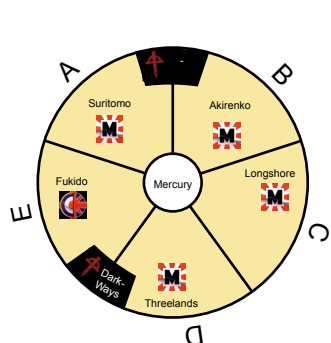 A
-
B
Suritomo
M
Akirenko
M
Longshore
M
Fukido
Mercury
E
C
Dark-
Ways
M
Threelands
D